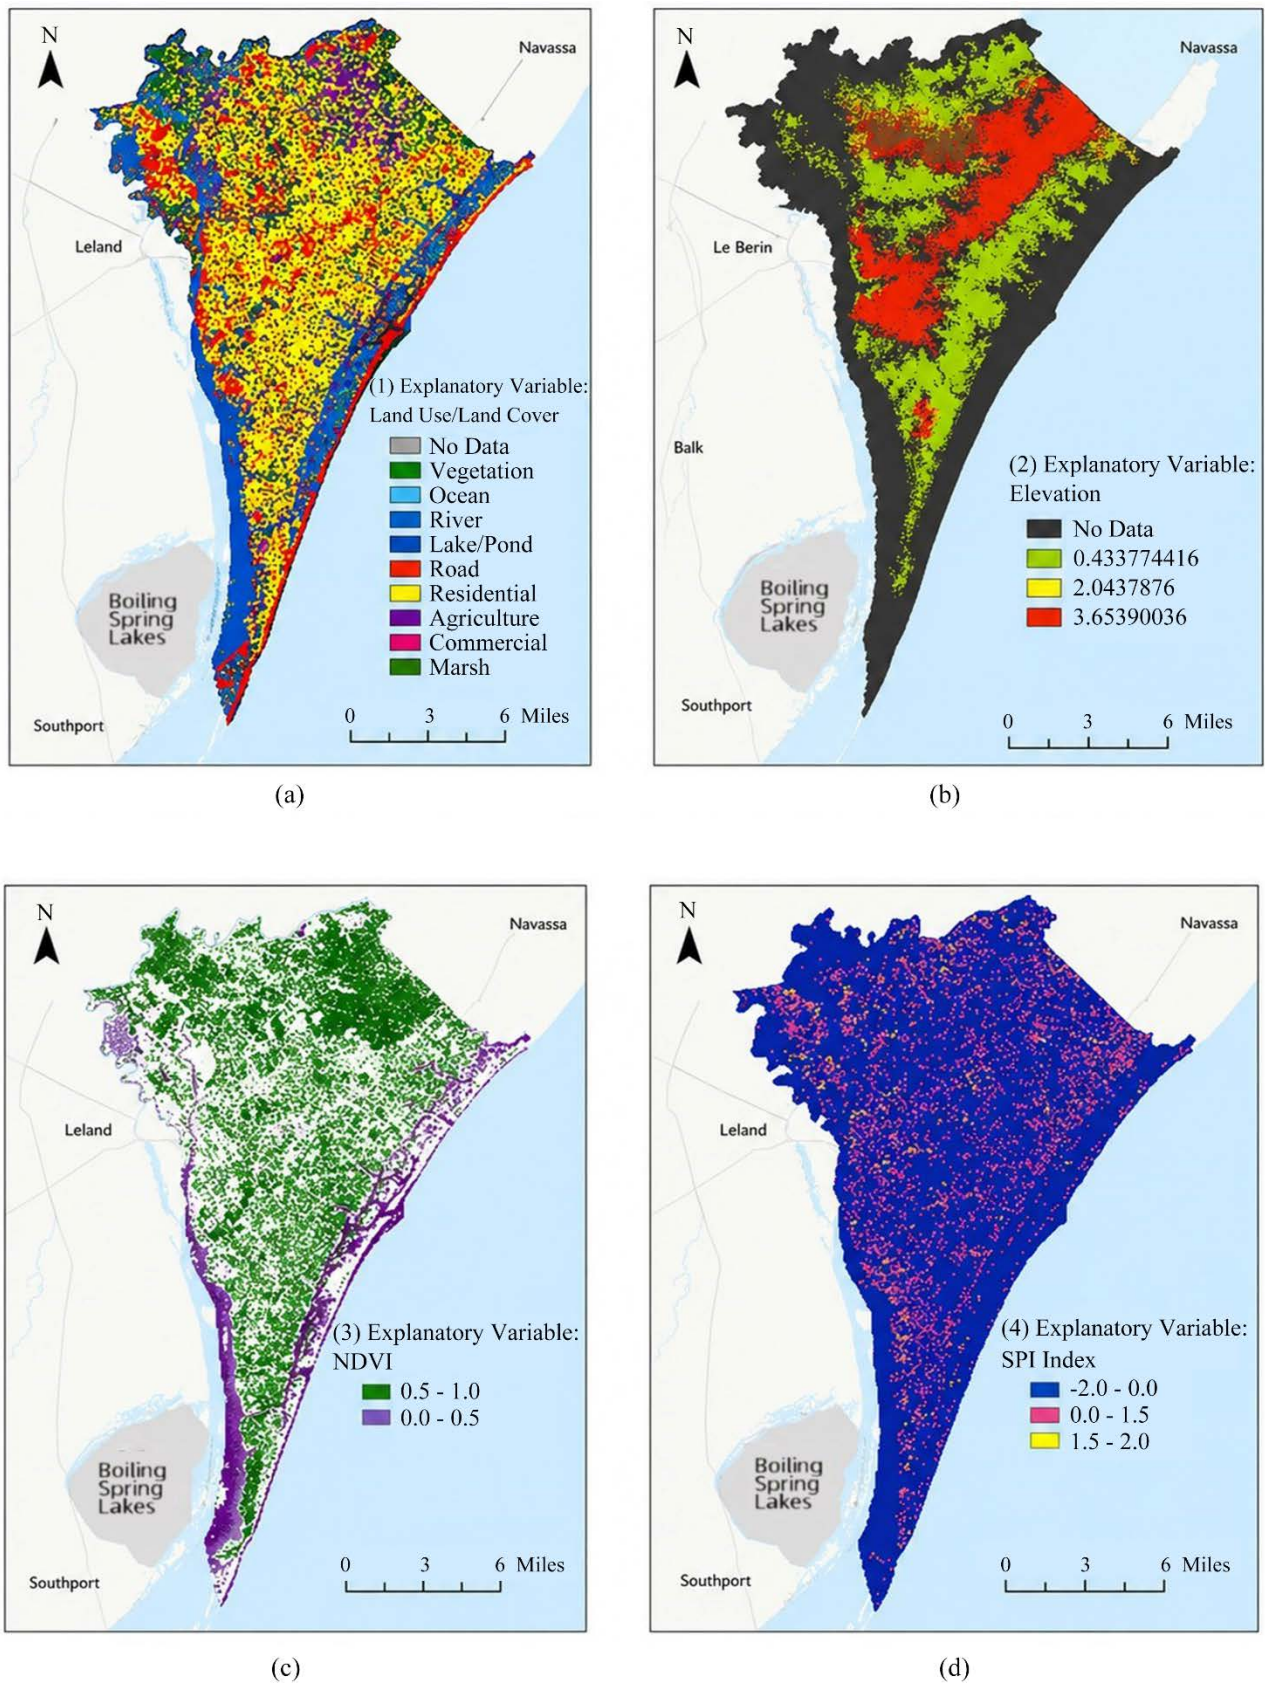 N
Navassa
Leland
(1) Explanatory Variable:
Land Use/Land Cover
No Data
Vegetation
Ocean
River
Lake/Pond
Road
Residential
Agriculture
Commercial
Marsh
Boiling
Spring
Lakes
Southport
0 3 6 Miles
(a)
N
Navassa
Le Berin
Balk
(2) Explanatory Variable:
Elevation
No Data
0.433774416
2.0437876
3.65390036
Boiling
Spring
Lakes
Southport
0 3 6 Miles
(b)
N
Navassa
Leland
(3) Explanatory Variable:
NDVI
0.5 - 1.0
0.0 - 0.5
Boiling
Spring
Lakes
Southport
0 3 6 Miles
(c)
N
Navassa
Leland
(4) Explanatory Variable:
SPI Index
-2.0 - 0.0
0.0 - 1.5
1.5 - 2.0
Boiling
Spring
Lakes
Southport
0 3 6 Miles
(d)